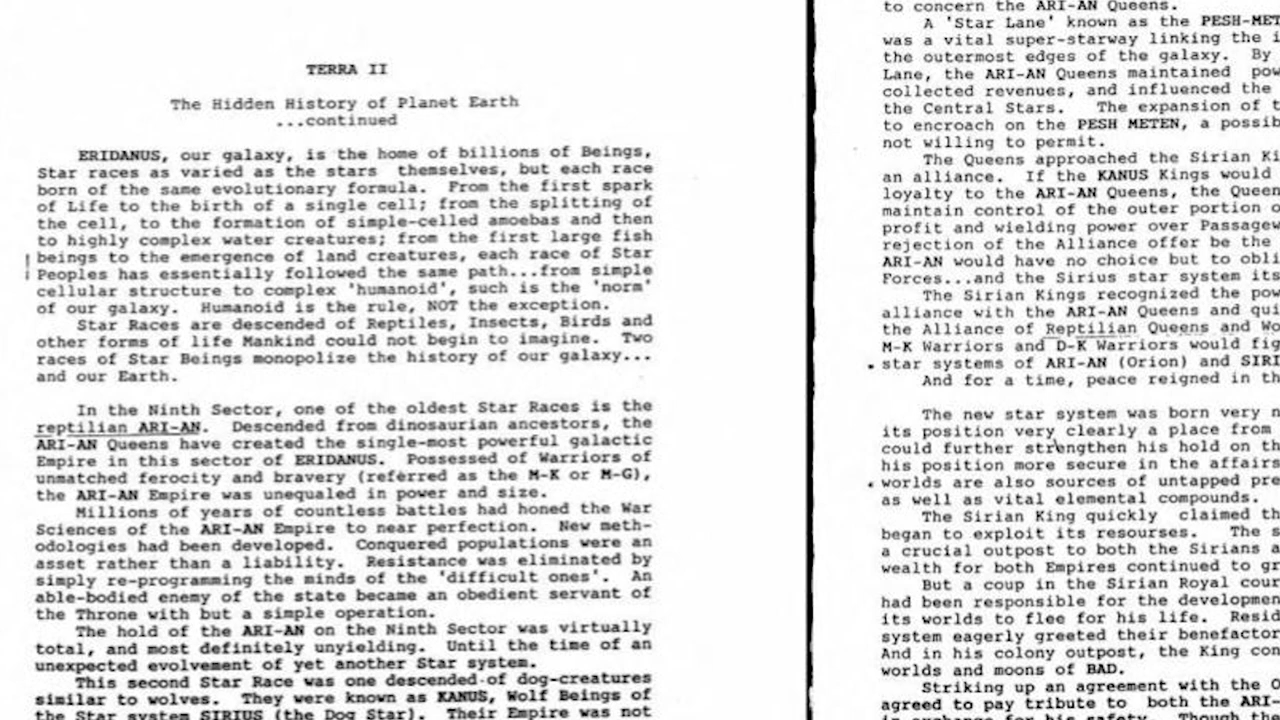 TERRA II
The Hidden History of Planet Earth
...continued
ERIDANUS, our galaxy, is the home of billions of Beings,
Star races as varied as the stars themselves, but each race
born of the same evolutionary formula. From the first spark
of Life to the birth of a single cell; from the splitting of
the cell, to the formation of simple-celled amoebas and then
to highly complex water creatures; from the first large fish
beings to the emergence of land creatures, each race of Star
Peoples has essentially followed the same path...from simple
cellular structure to complex 'humanoid', such is the 'norm'
of our galaxy. Humanoid is the rule, NOT the exception.
Star Races are descended of Reptiles, Insects, Birds and
other forms of life Mankind could not begin to imagine. Two
races of Star Beings monopolize the history of our galaxy...
and our Earth.
In the Ninth Sector, one of the oldest Star Races is the
reptilian ARI-AN. Descended from dinosaurian ancestors, the
ARI-AN Queens have created the single-most powerful galactic
Empire in this sector of ERIDANUS. Possessed of Warriors of
unmatched ferocity and bravery (referred as the M-K or M-G),
the ARI-AN Empire was unequaled in power and size.
Millions of years of countless battles had honed the War
Sciences of the ARI-AN Empire to near perfection. New meth-
odologies had been developed. Conquered populations were an
asset rather than a liability. Resistance was eliminated by
simply re-programming the minds of the 'difficult ones'. An
able-bodied enemy of the state became an obedient servant of
the Throne with but a simple operation.
The hold of the ARI-AN on the Ninth Sector was virtually
total, and most definitely unyielding. Until the time of an
unexpected evolvement of yet another Star system.
This second Star Race was one descended of dog-creatures
similar to wolves. They were known as KANUS, Wolf Beings of
the Star system SIRIUS (the Dog Star). Their Empire was not
to concern the ARI-AN Queens.
A 'Star Lane' known as the PESH-MET
was a vital super-starway linking the i
the outermost edges of the galaxy. By
Lane, the ARI-AN Queens maintained pow
collected revenues, and influenced the
the Central Stars. The expansion of t
to encroach on the PESH METEN, a possib
not willing to permit.
The Queens approached the Sirian Ki
an alliance. If the KANUS Kings would
loyalty to the ARI-AN Queens, the Queen
maintain control of the outer portion o
profit and wielding power over Passagew
rejection of the Alliance offer be the
ARI-AN would have no choice but to obli
Forces...and the Sirius star system its
The Sirian Kings recognized the pow
alliance with the ARI-AN Queens and qui
the Alliance of Reptilian Queens and Wo
M-K Warriors and D-K Warriors would fig
star systems of ARI-AN (Orion) and SIRI
And for a time, peace reigned in th
The new star system was born very n
its position very clearly a place from
could further strengthen his hold on th
his position more secure in the affairs
worlds are also sources of untapped pre
as well as vital elemental compounds.
The Sirian King quickly claimed th
began to exploit its resourses. The s
a crucial outpost to both the Sirians a
wealth for both Empires continued to gr
But a coup in the Sirian Royal cour
had been responsible for the developmen
its worlds to flee for his life. Resid
system eagerly greeted their benefactor
And in his colony outpost, the King con
worlds and moons of BAD.
Striking up an agreement with the O
agreed to pay tribute to both the ARI-
in exchange for his safety. Though th